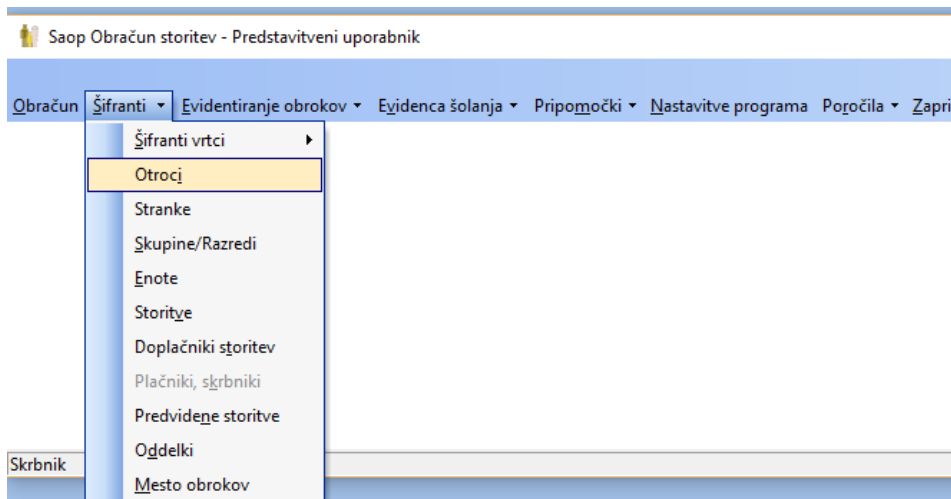 Saop Obračun storitev - Predstavitveni uporabnik
Obračun Šifranti Evidentiranje obrokov Evidenca šolanja Pripomočki Nastavitve programa Poročila Zapri
Šifranti vrtci
Otroci
Stranke
Skupine/Razredi
Enote
Storitve
Doplačniki storitev
Plačniki, skrbniki
Predvidene storitve
Oddelki
Skrbnik
Mesto obrokov